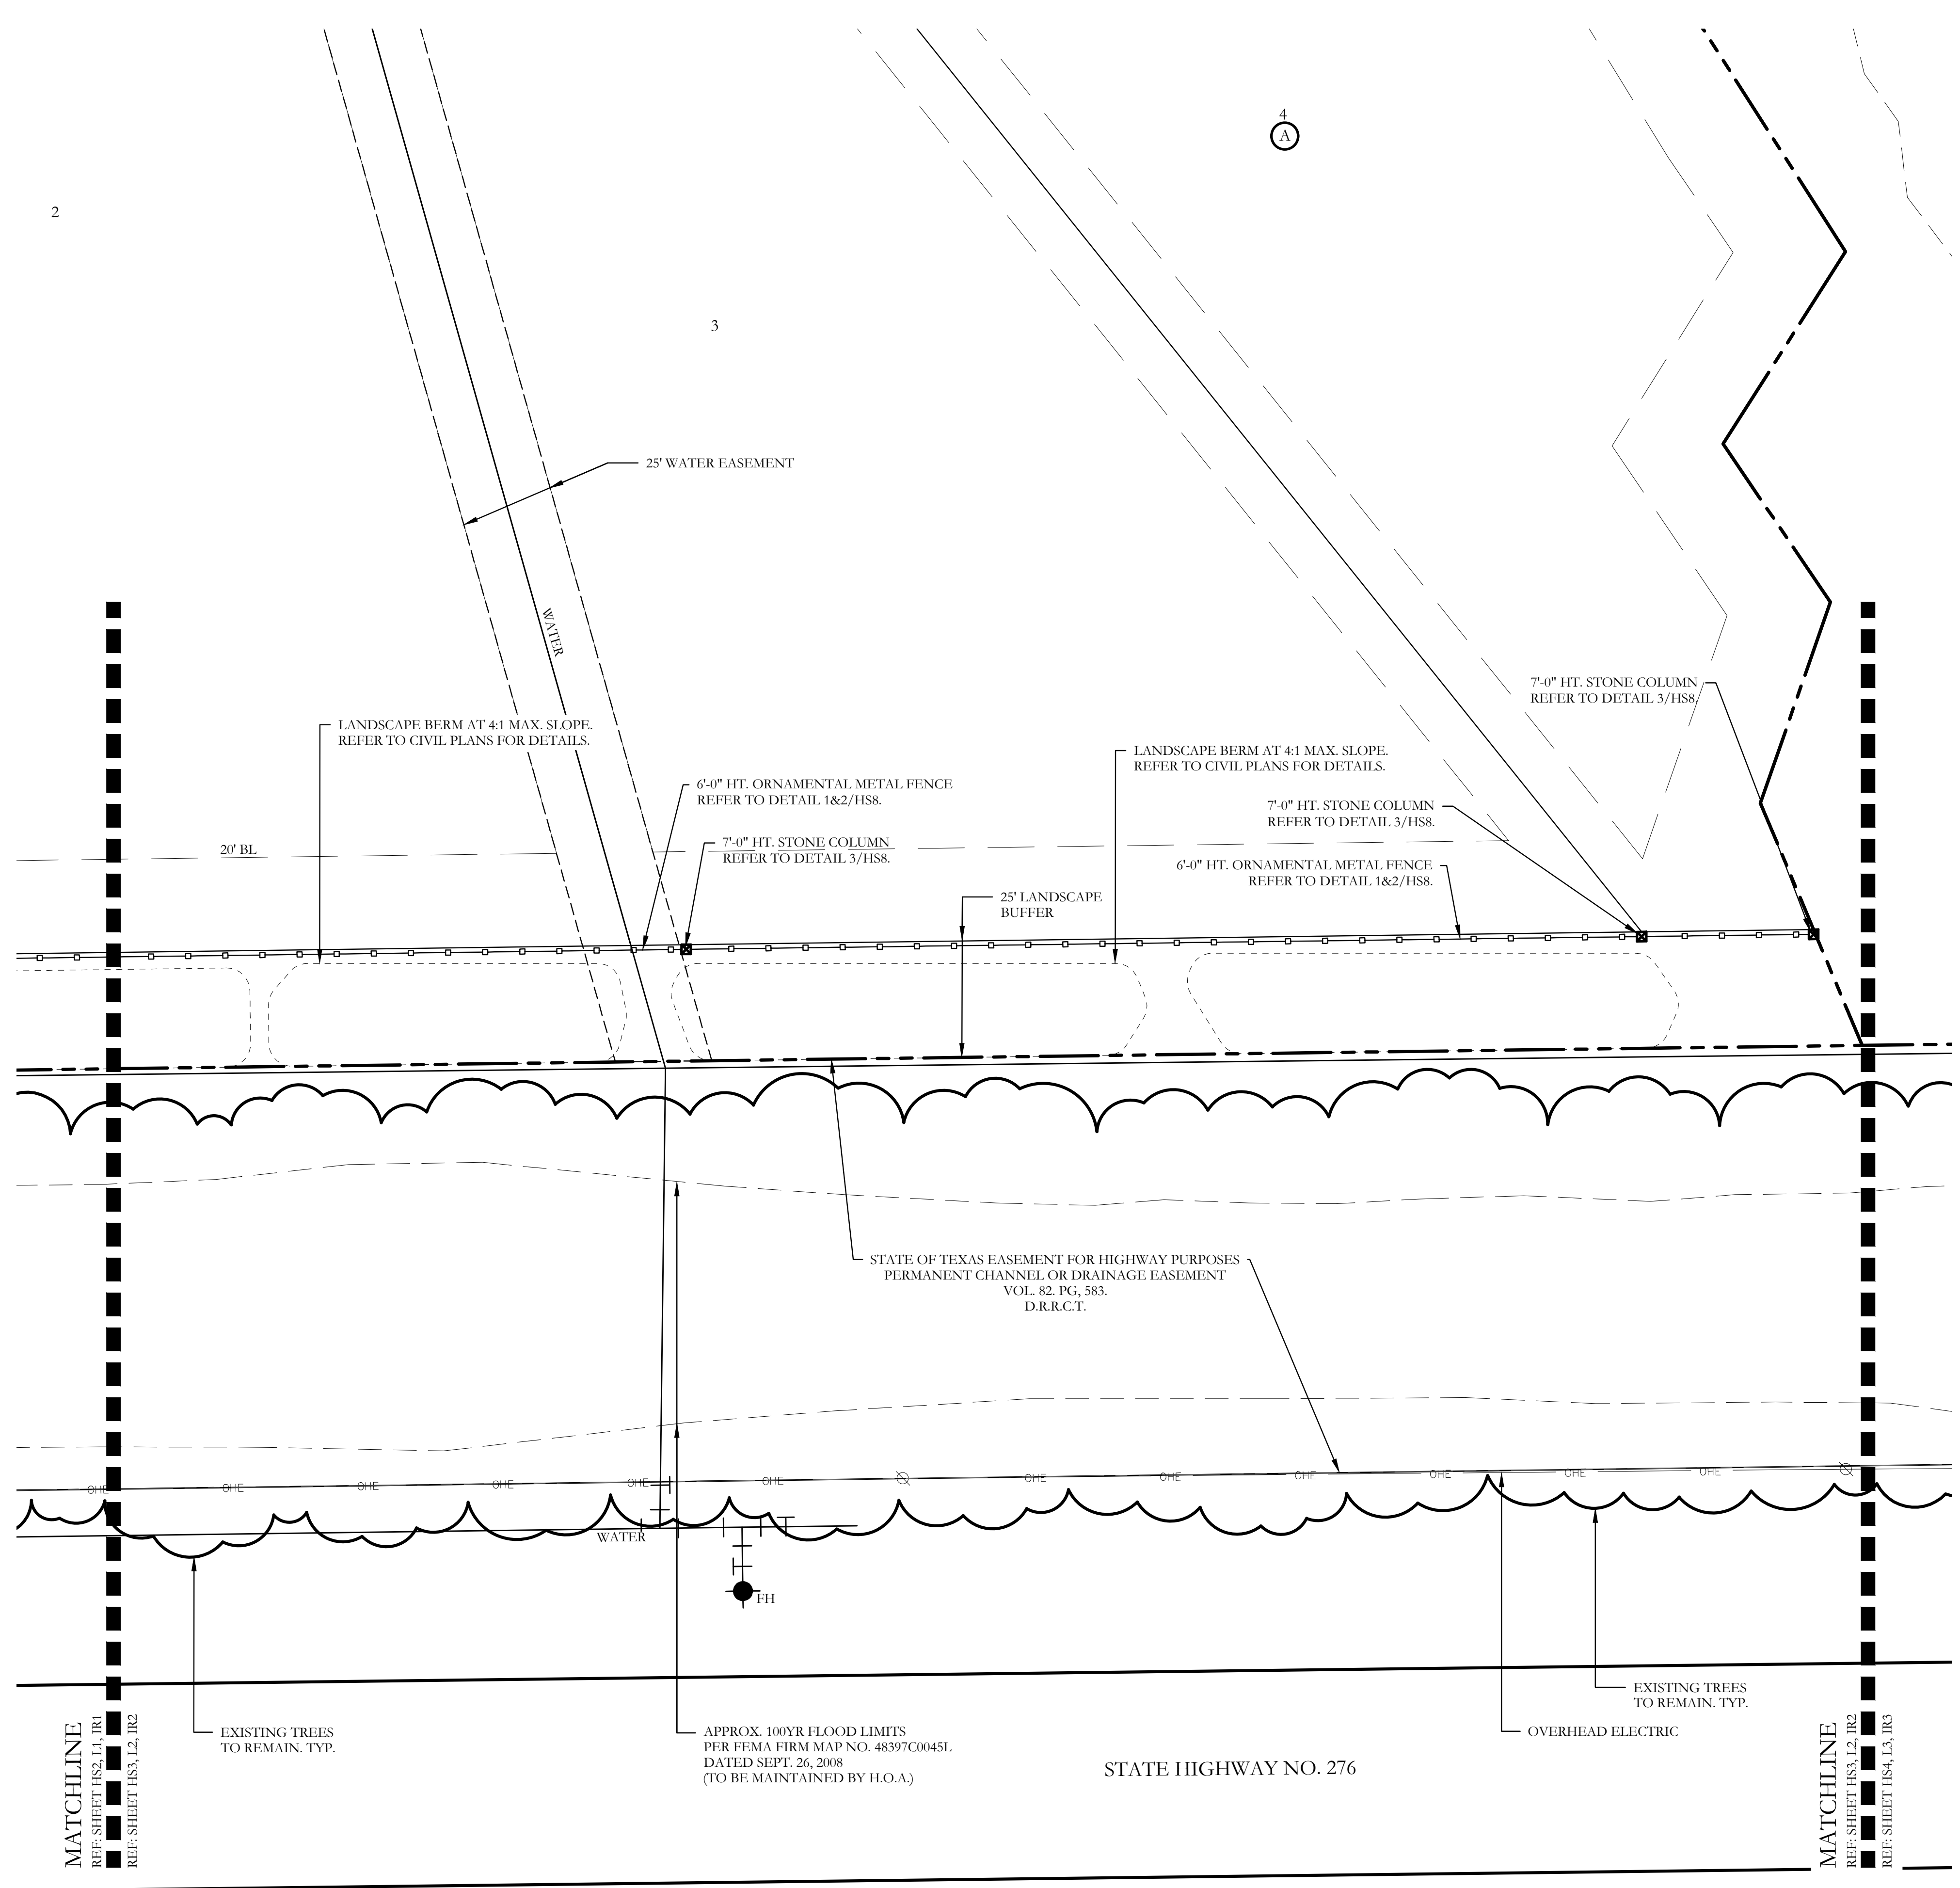 4
A
2
3
25' WATER EASEMENT
WATER
7'-0" HT. STONE COLUMN
REFER TO DETAIL 3/HS8.
LANDSCAPE BERM AT 4:1 MAX. SLOPE.
REFER TO CIVIL PLANS FOR DETAILS.
LANDSCAPE BERM AT 4:1 MAX. SLOPE.
REFER TO CIVIL PLANS FOR DETAILS.
6'-0" HT. ORNAMENTAL METAL FENCE
REFER TO DETAIL 1&2/HS8.
7'-0" HT. STONE COLUMN
REFER TO DETAIL 3/HS8.
20' BL
7'-0" HT. STONE COLUMN
REFER TO DETAIL 3/HS8.
6'-0" HT. ORNAMENTAL METAL FENCE
REFER TO DETAIL 1&2/HS8.
25' LANDSCAPE
BUFFER
STATE OF TEXAS EASEMENT FOR HIGHWAY PURPOSES
PERMANENT CHANNEL OR DRAINAGE EASEMENT
VOL. 82. PG, 583.
D.R.R.C.T.
OHE
OHE
OHE
OHE
OHE
OHE
OHE
OHE
OHE
OHE
OHE
OHE
WATER
FH
EXISTING TREES
TO REMAIN. TYP.
EXISTING TREES
TO REMAIN. TYP.
APPROX. 100YR FLOOD LIMITS
PER FEMA FIRM MAP NO. 48397C0045L
DATED SEPT. 26, 2008
(TO BE MAINTAINED BY H.O.A.)
OVERHEAD ELECTRIC
STATE HIGHWAY NO. 276
MATCHLINE
REF: SHEET HS2, L1, IR1
REF: SHEET HS3, L2, IR2
MATCHLINE
REF: SHEET HS3, L2, IR2
REF: SHEET HS4, L3, IR3